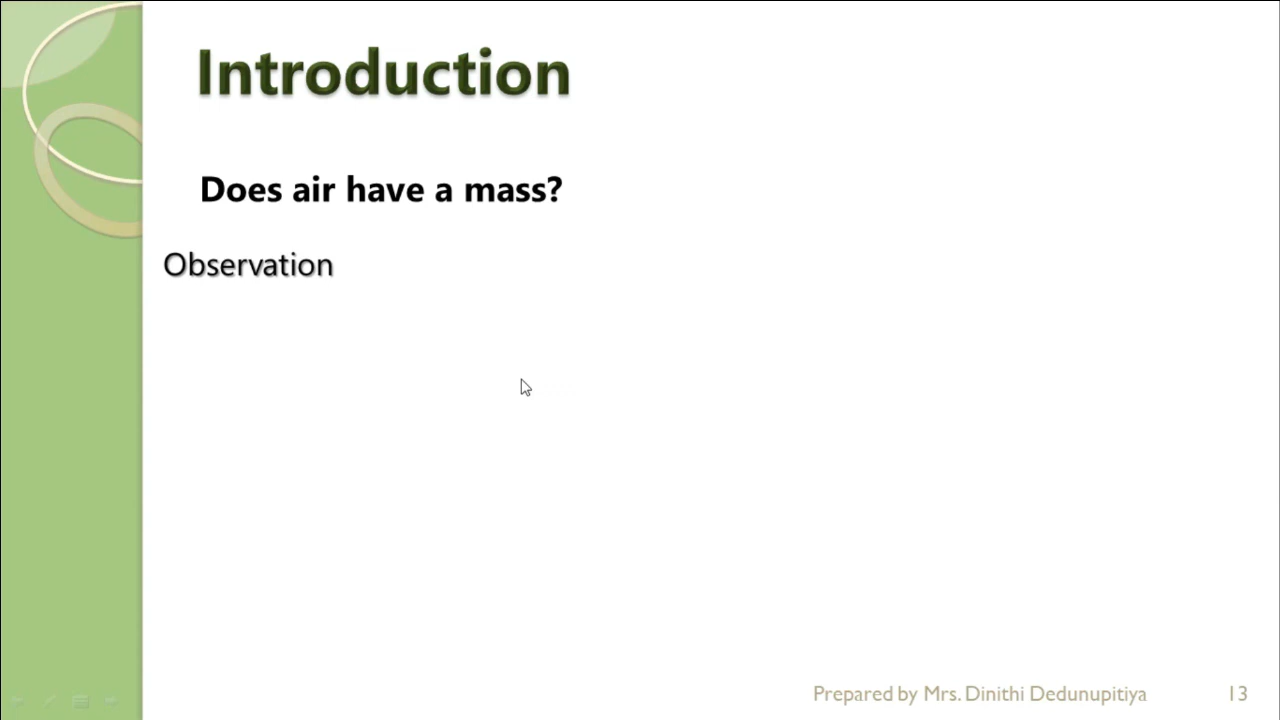 Introduction
Does air have a mass?
Observation
Prepared by Mrs. Dinithi Dedunupitiya 13